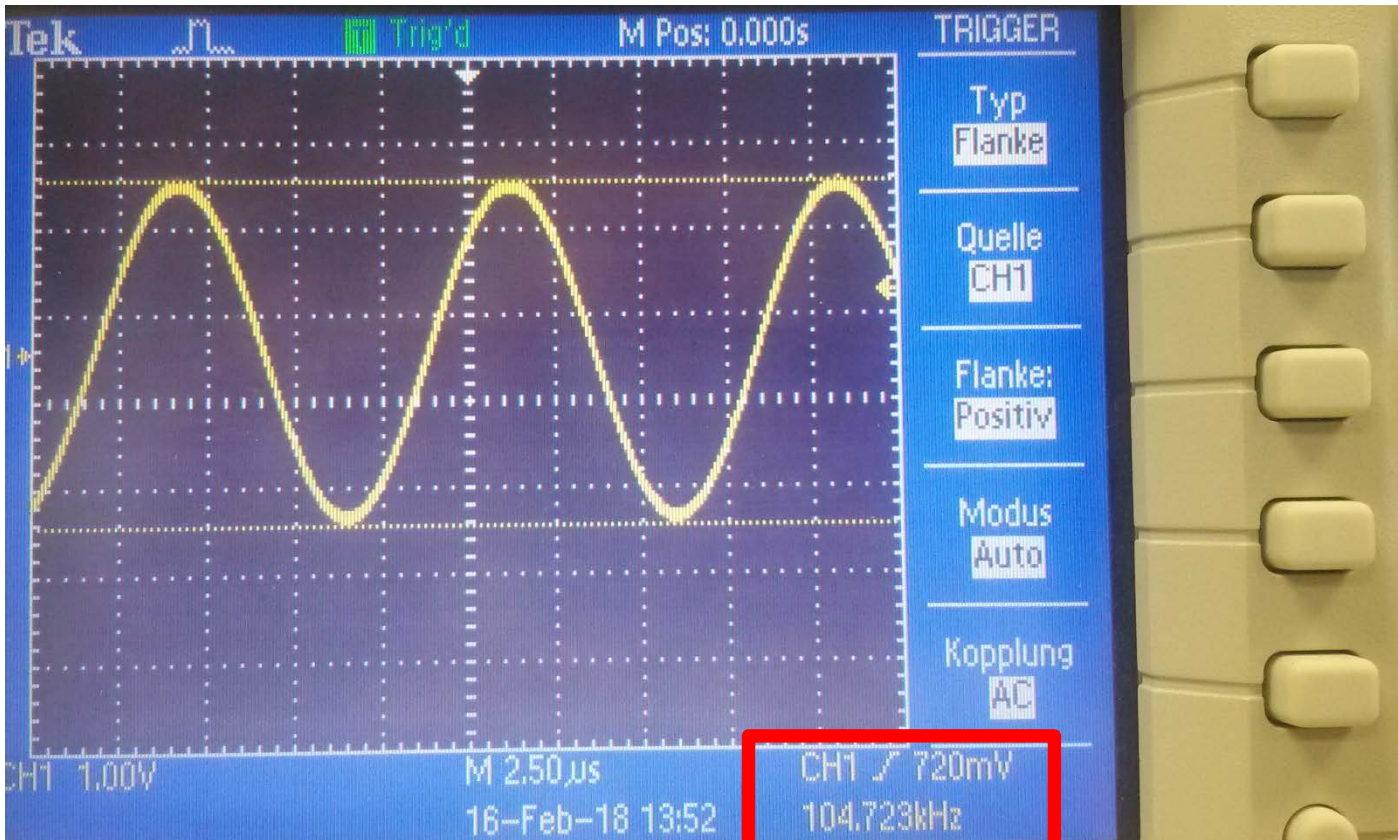 Tek T Trig'd M Pos: 0.000s TRIGGER
Typ
Flanke
Quelle
CH1
1
Flanke:
Positiv
Modus
Auto
Kopplung
AC
CH1 1.00V M 2.50µs CH1 720mV
16-Feb-18 13:52 104.723kHz